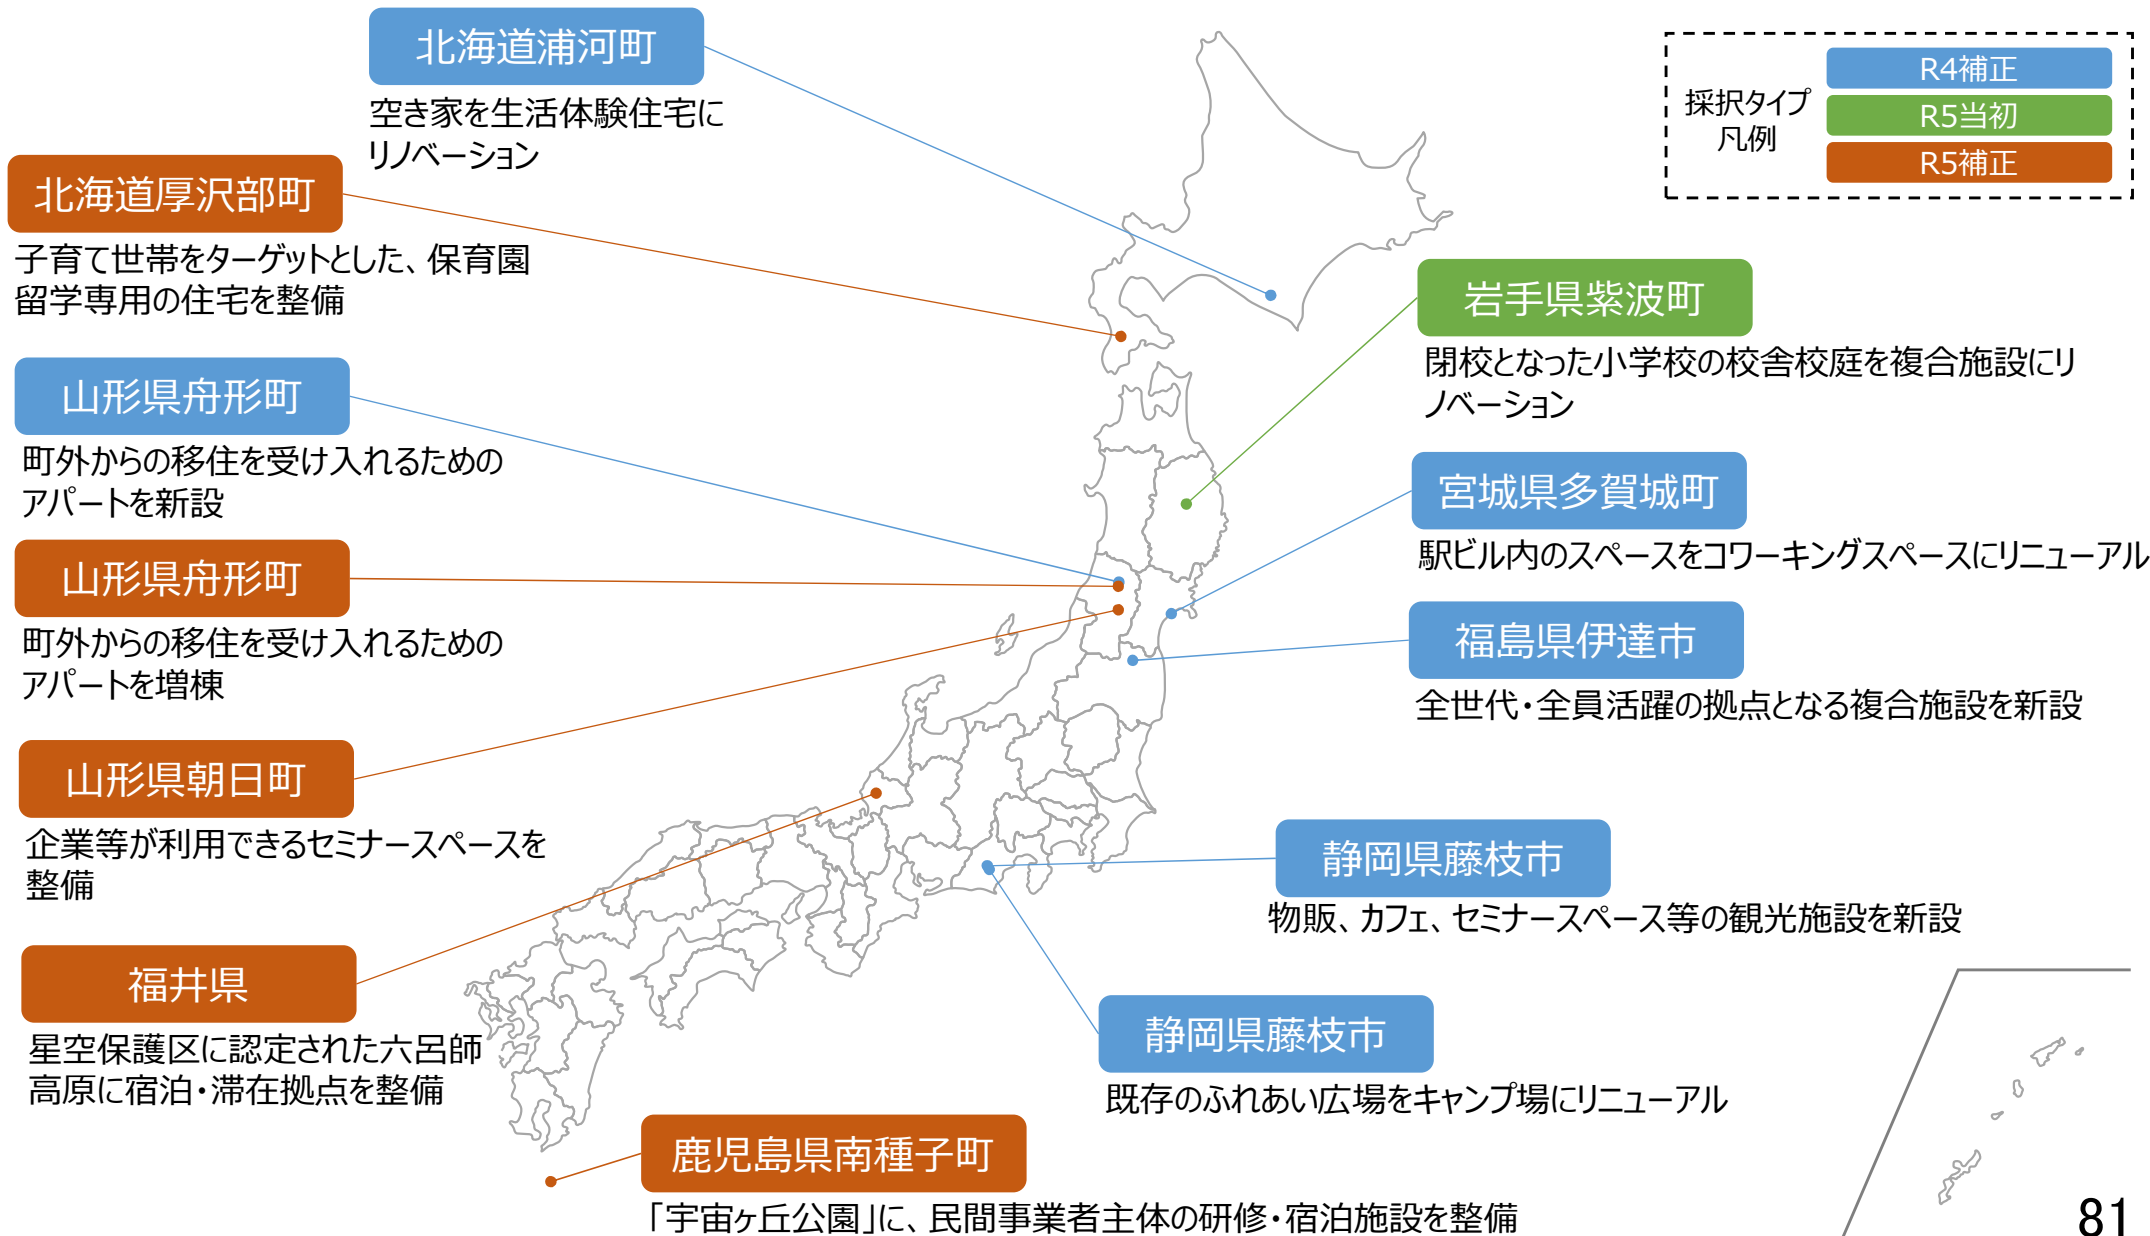 北海道浦河町
空き家を生活体験住宅に
リノベーション
採択タイプ
凡例
R4補正
R5当初
R5補正
北海道厚沢部町
子育て世帯をターゲットとした、保育園
留学専用の住宅を整備
岩手県紫波町
閉校となった小学校の校舎校庭を複合施設にリ
ノベーション
山形県舟形町
町外からの移住を受け入れるための
アパートを新設
宮城県多賀城町
駅ビル内のスペースをコワーキングスペースにリニューアル
山形県舟形町
町外からの移住を受け入れるための
アパートを増棟
福島県伊達市
全世代・全員活躍の拠点となる複合施設を新設
山形県朝日町
企業等が利用できるセミナースペースを
整備
静岡県藤枝市
物販、カフェ、セミナースペース等の観光施設を新設
福井県
星空保護区に認定された六呂師
高原に宿泊・滞在拠点を整備
静岡県藤枝市
既存のふれあい広場をキャンプ場にリニューアル
鹿児島県南種子町
「宇宙ヶ丘公園」に、民間事業者主体の研修・宿泊施設を整備
81